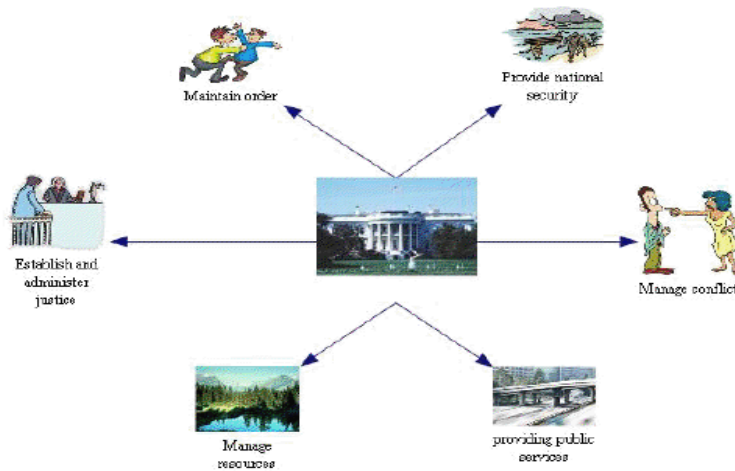 Maintain order
Provide national
security
Establish and
administer
justice
Manage conflict
Manage
resources
providing public
services